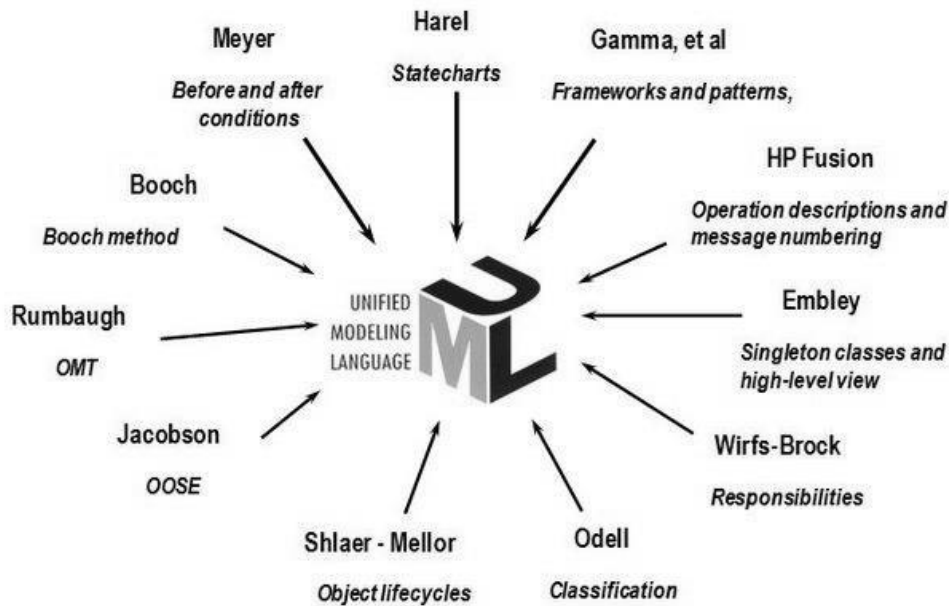 Meyer
Before and after
conditions
Harel
Statecharts
Gamma, et al
Frameworks and patterns,
HP Fusion
Operation descriptions and
message numbering
Booch
Booch method
Embley
Singleton classes and
high-level view
Rumbaugh
OMT
UNIFIED
MODELING
LANGUAGE
UML
Jacobson
OOSE
Wirfs-Brock
Responsibilities
Shlaer - Mellor
Object lifecycles
Odell
Classification